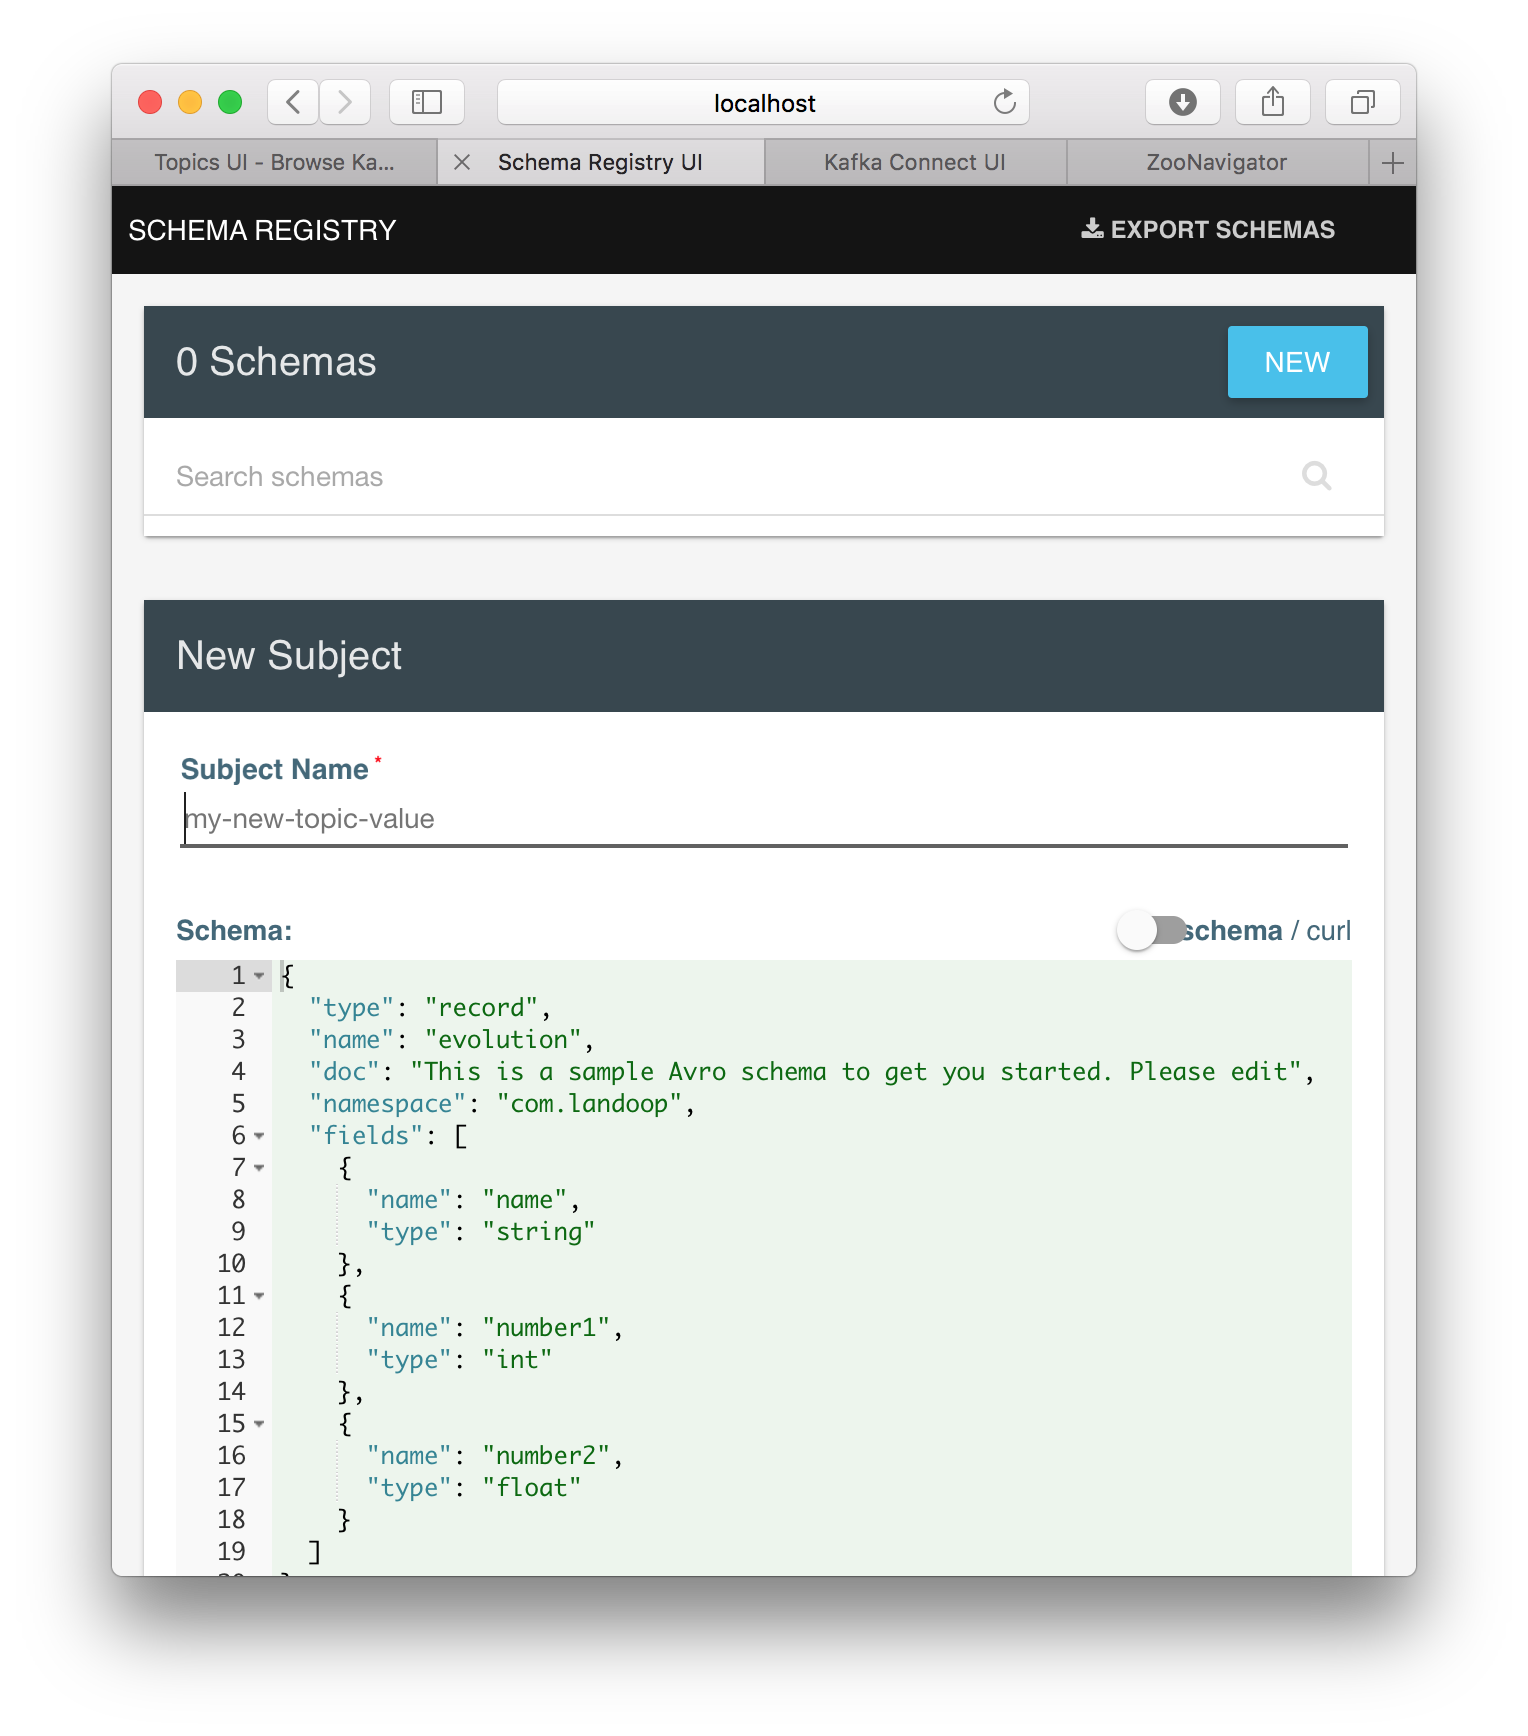 localhost
Topics UI - Browse Ka... Schema Registry UI Kafka Connect UI ZooNavigator
SCHEMA REGISTRY EXPORT SCHEMAS
0 Schemas NEW
Search schemas
New Subject
Subject Name *
my-new-topic-value
Schema: schema / curl
1 {
2 "type": "record",
3 "name": "evolution",
4 "doc": "This is a sample Avro schema to get you started. Please edit",
5 "namespace": "com.landoop",
6 "fields": [
7 {
8 "name": "name",
9 "type": "string"
10 },
11 {
12 "name": "number1",
13 "type": "int"
14 },
15 {
16 "name": "number2",
17 "type": "float"
18 }
19 ]